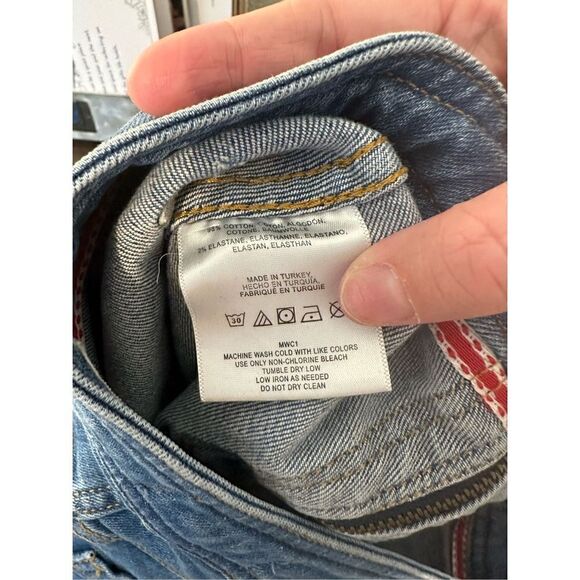 COTTON, ALGODÓN,
COTONE, BAUMWOLLE
2% ELASTANE, ELASTHANNE, ELASTANO,
ELASTAN, ELASTHAN
MADE IN TURKEY,
HECHO EN TURQUÍA,
FABRIQUÉ EN TURQUIE
30
MWC1
MACHINE WASH COLD WITH LIKE COLORS
USE ONLY NON-CHLORINE BLEACH
TUMBLE DRY LOW
LOW IRON AS NEEDED
DO NOT DRY CLEAN